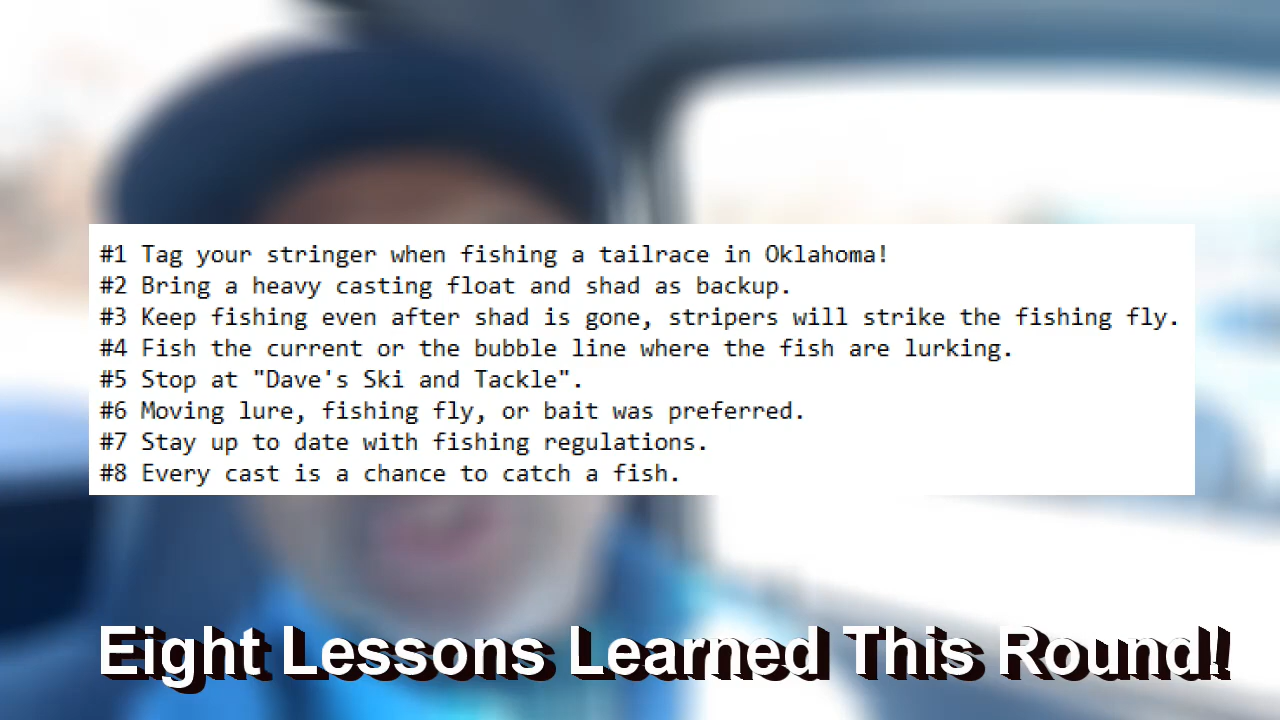 #1 Tag your stringer when fishing a tailrace in Oklahoma!
#2 Bring a heavy casting float and shad as backup.
#3 Keep fishing even after shad is gone, stripers will strike the fishing fly.
#4 Fish the current or the bubble line where the fish are lurking.
#5 Stop at "Dave's Ski and Tackle".
#6 Moving lure, fishing fly, or bait was preferred.
#7 Stay up to date with fishing regulations.
#8 Every cast is a chance to catch a fish.
Eight Lessons Learned This Round!